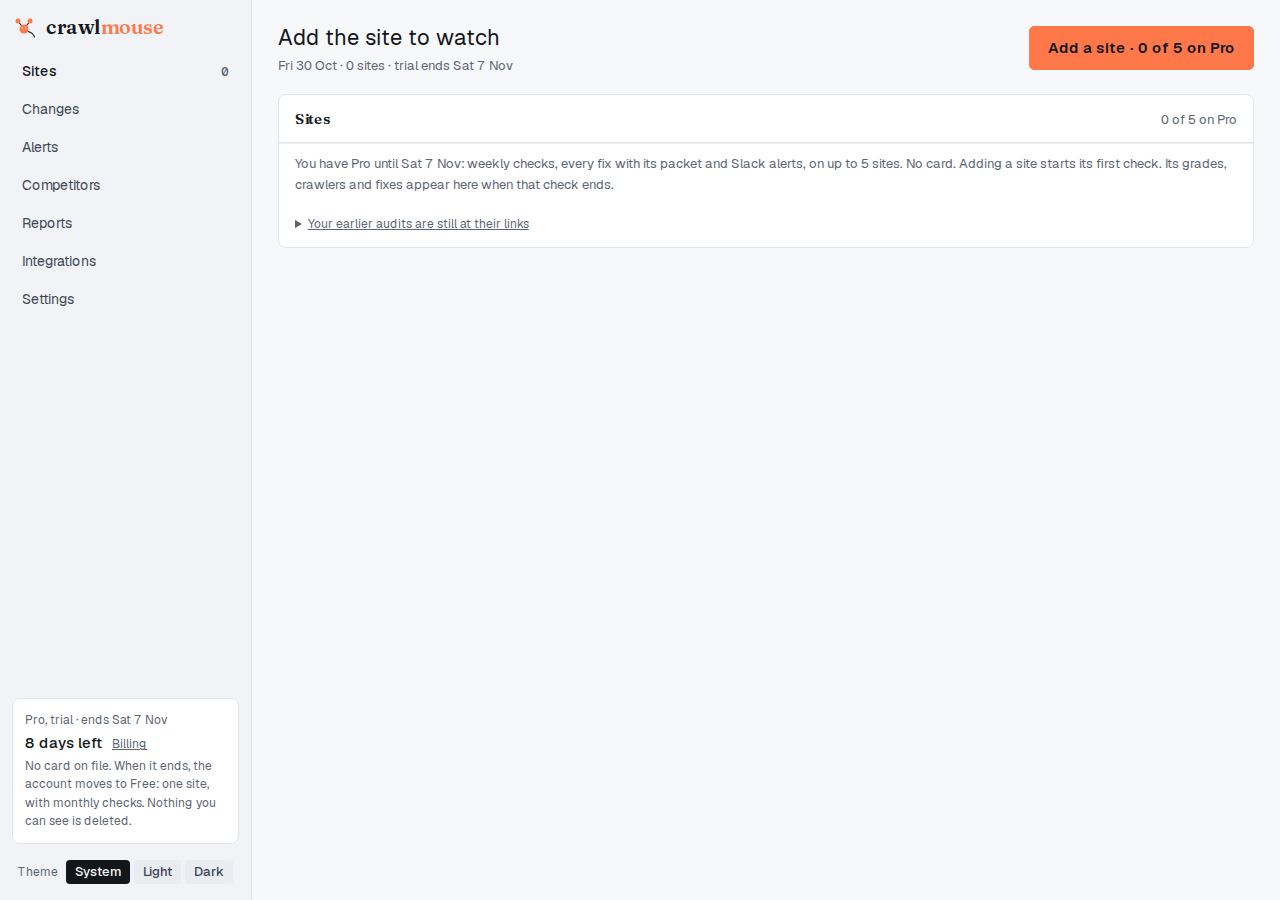 crawlmouse
Sites 0
Changes
Alerts
Competitors
Reports
Integrations
Settings
Pro, trial · ends Sat 7 Nov
8 days left Billing
No card on file. When it ends, the
account moves to Free: one site,
with monthly checks. Nothing you
can see is deleted.
Theme System Light Dark
Add the site to watch
Fri 30 Oct · 0 sites · trial ends Sat 7 Nov
Add a site · 0 of 5 on Pro
Sites 0 of 5 on Pro
You have Pro until Sat 7 Nov: weekly checks, every fix with its packet and Slack alerts, on up to 5 sites. No card. Adding a site starts its first check. Its grades,
crawlers and fixes appear here when that check ends.
Your earlier audits are still at their links